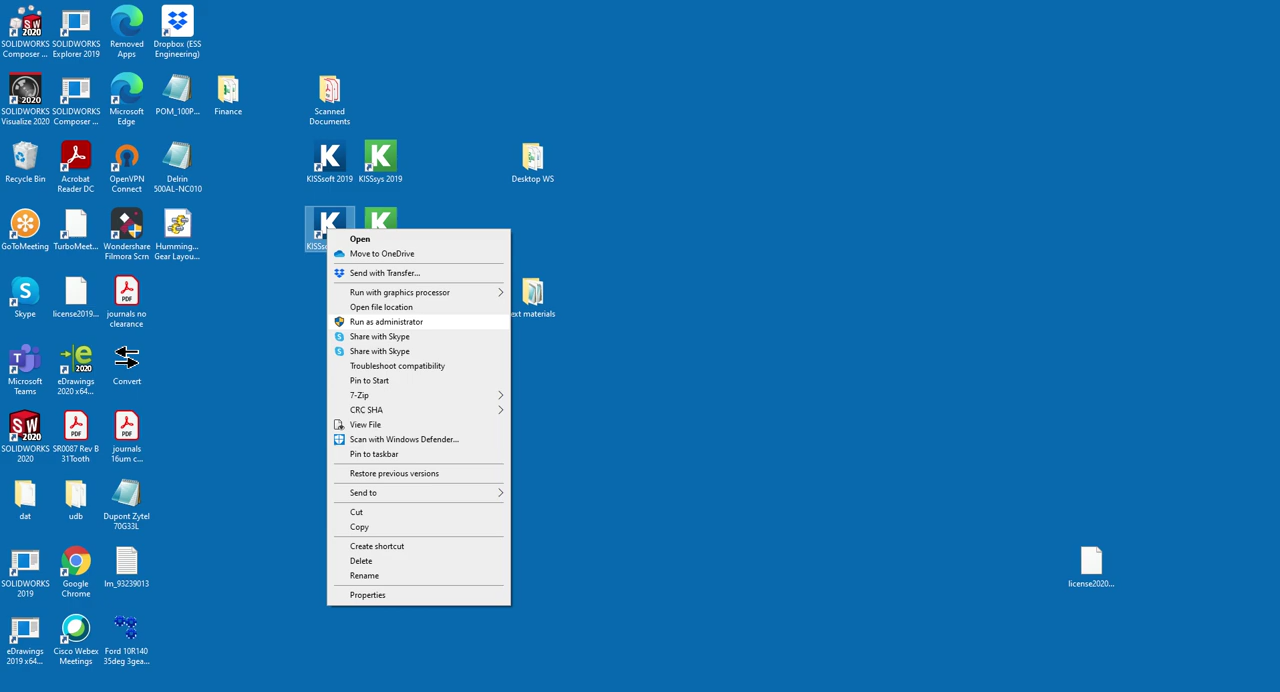 SOLIDWORKS
Composer ...
SOLIDWORKS
Explorer 2019
Removed
Apps
Dropbox (ESS
Engineering)
SOLIDWORKS
Visualize 2020
SOLIDWORKS
Composer ...
Microsoft
Edge
POM_100P...
Finance
Scanned
Documents
Recycle Bin
Acrobat
Reader DC
OpenVPN
Connect
Delrin
500AL-NC010
KISSsoft 2019
KISSsys 2019
Desktop WS
GoToMeeting
TurboMeet...
Wondershare
Filmora Scrn
Humming...
Gear Layou...
Skype
license2019...
journals no
clearance
ext materials
Microsoft
Teams
eDrawings
2020 x64...
Convert
SOLIDWORKS
2020
SR0087 Rev B
31Tooth
journals
16um c...
dat
udb
Dupont Zytel
70G33L
SOLIDWORKS
2019
Google
Chrome
lm_93239013
license2020...
eDrawings
2019 x64...
Cisco Webex
Meetings
Ford 10R140
35deg 3gea...
Open
Move to OneDrive
Send with Transfer...
Run with graphics processor
Open file location
Run as administrator
Share with Skype
Share with Skype
Troubleshoot compatibility
Pin to Start
7-Zip
CRC SHA
View File
Scan with Windows Defender...
Pin to taskbar
Restore previous versions
Send to
Cut
Copy
Create shortcut
Delete
Rename
Properties